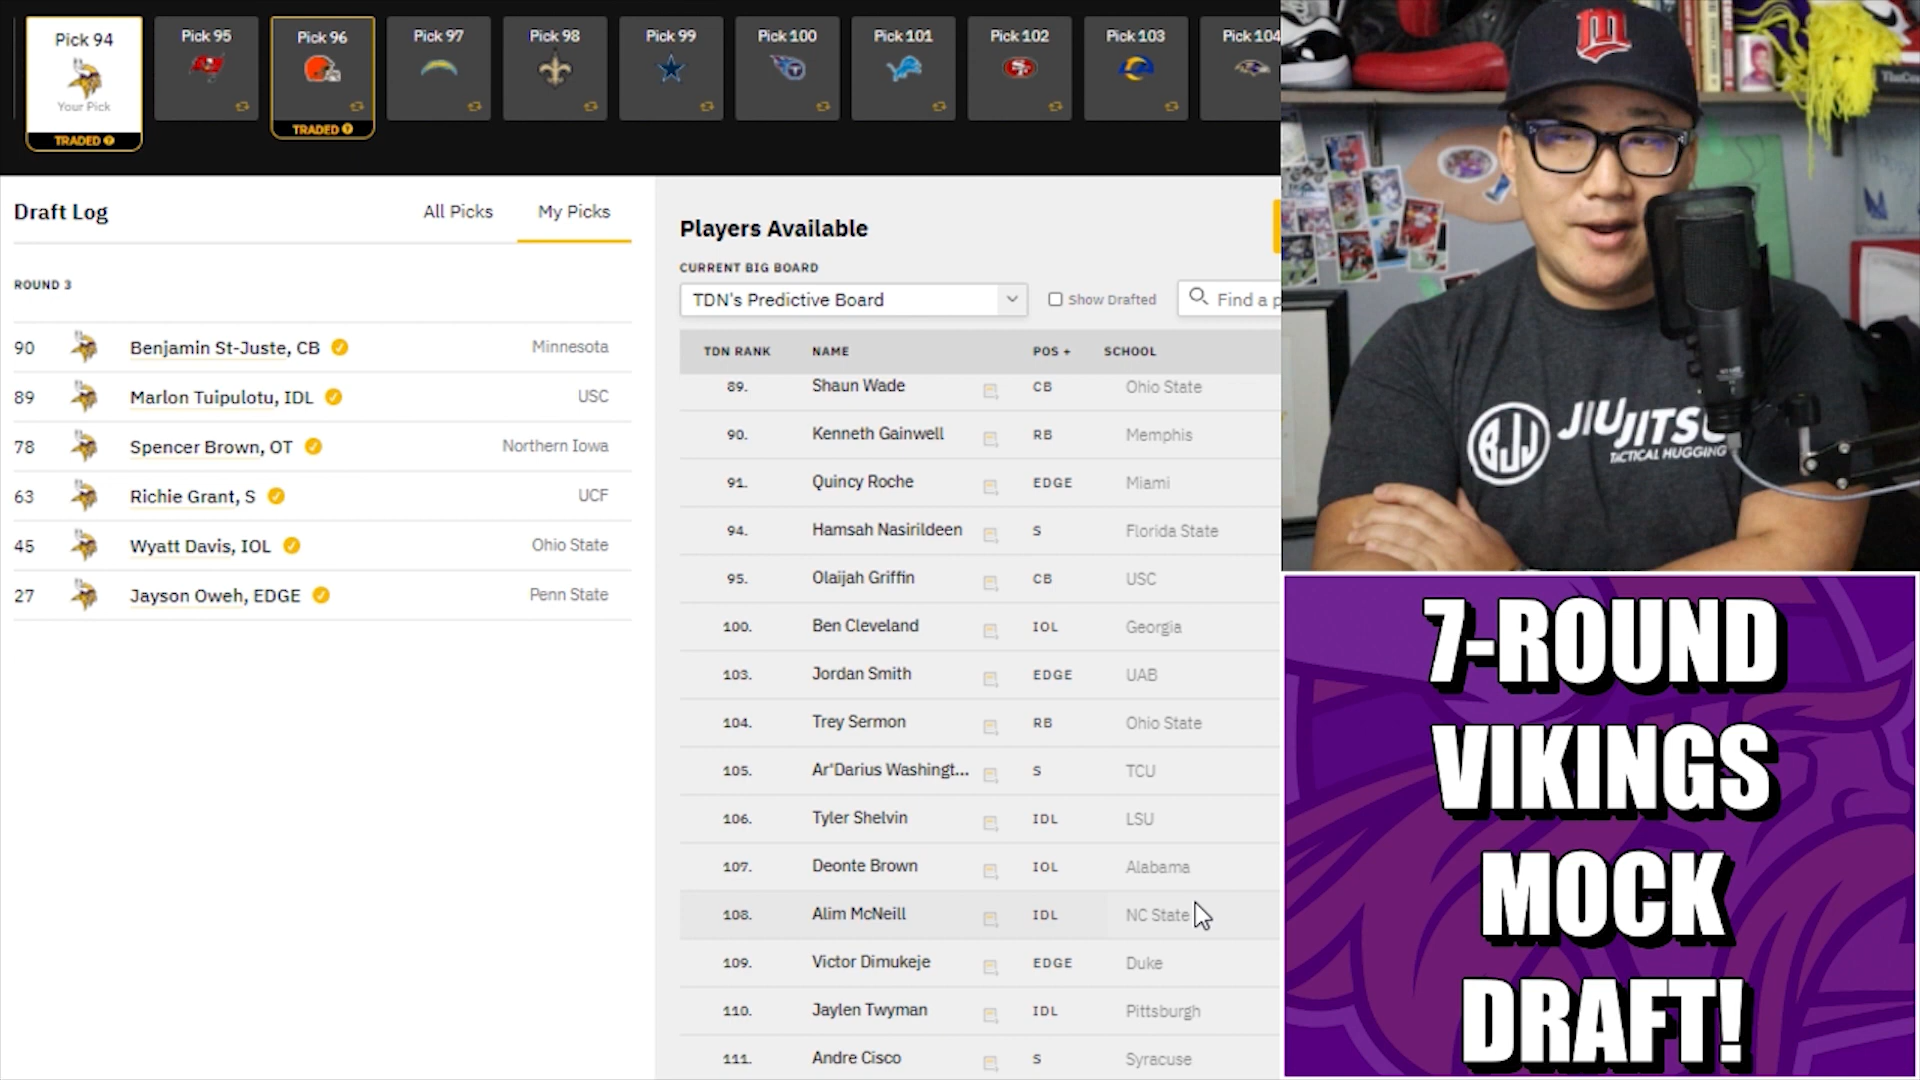 Pick 94
Your Pick
TRADED
Pick 95
Pick 96
TRADED
Pick 97
Pick 98
Pick 99
Pick 100
Pick 101
Pick 102
Pick 103
Pick 104
Draft Log
All Picks
My Picks
ROUND 3
90 Benjamin St-Juste, CB Minnesota
89 Marlon Tuipulotu, IDL USC
78 Spencer Brown, OT Northern Iowa
63 Richie Grant, S UCF
45 Wyatt Davis, IOL Ohio State
27 Jayson Oweh, EDGE Penn State
Players Available
CURRENT BIG BOARD
TDN's Predictive Board
Show Drafted
Find a p
TDN RANK NAME POS + SCHOOL
89. Shaun Wade CB Ohio State
90. Kenneth Gainwell RB Memphis
91. Quincy Roche EDGE Miami
94. Hamsah Nasirildeen S Florida State
95. Olaijah Griffin CB USC
100. Ben Cleveland IOL Georgia
103. Jordan Smith EDGE UAB
104. Trey Sermon RB Ohio State
105. Ar'Darius Washingt... S TCU
106. Tyler Shelvin IDL LSU
107. Deonte Brown IOL Alabama
108. Alim McNeill IDL NC State
109. Victor Dimukeje EDGE Duke
110. Jaylen Twyman IDL Pittsburgh
111. Andre Cisco S Syracuse
M
BJJ
JIUJITSU
TACTICAL HUGGING
7-ROUND
VIKINGS
MOCK
DRAFT!